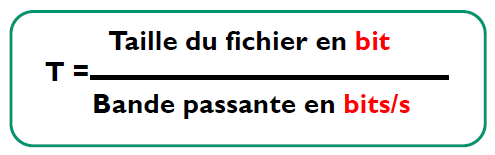 Taille du fichier en bit
T =
Bande passante en bits/s